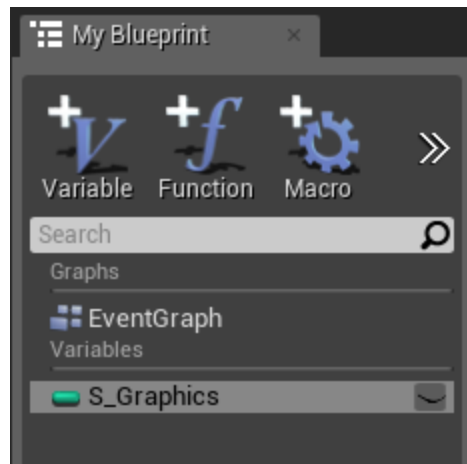 My Blueprint
Variable Function Macro
Search
Graphs
EventGraph
Variables
S_Graphics